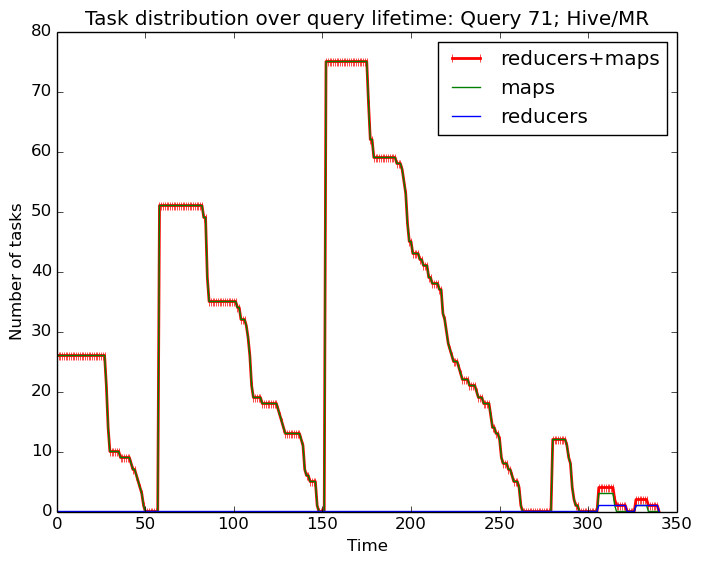 Task distribution over query lifetime: Query 71; Hive/MR
80
70
60
50
40
30
20
10
0
Number of tasks
reducers+maps
maps
reducers
0 50 100 150 200 250 300 350
Time